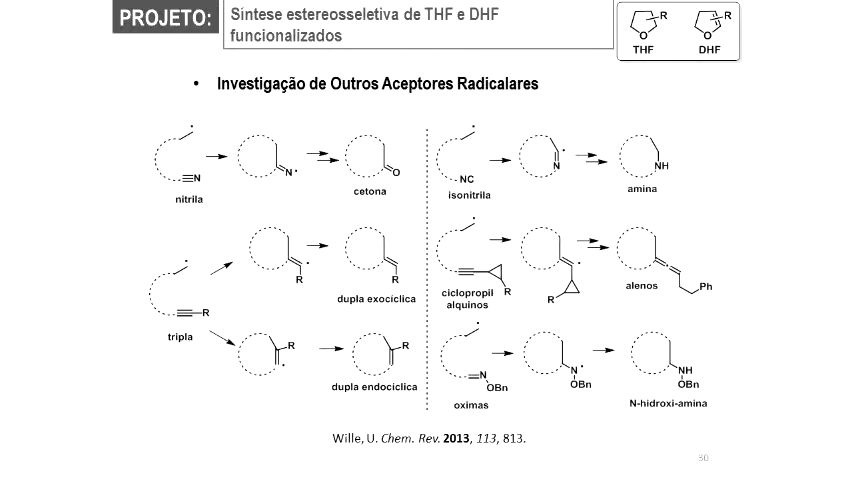 PROJETO:
Síntese estereosseletiva de THF e DHF
funcionalizados
R
O
THF
R
O
DHF
• Investigação de Outros Aceptores Radicalares
N
nitrila
N
O
cetona
NC
isonitrila
N
NH
amina
R
tripla
R
R
dupla exocíclica
R
R
dupla endocíclica
R
ciclopropil
alquinos
R
Ph
alenos
N
OBn
oximas
N
OBn
NH
OBn
N-hidroxi-amina
Wille, U. Chem. Rev. 2013, 113, 813.
30